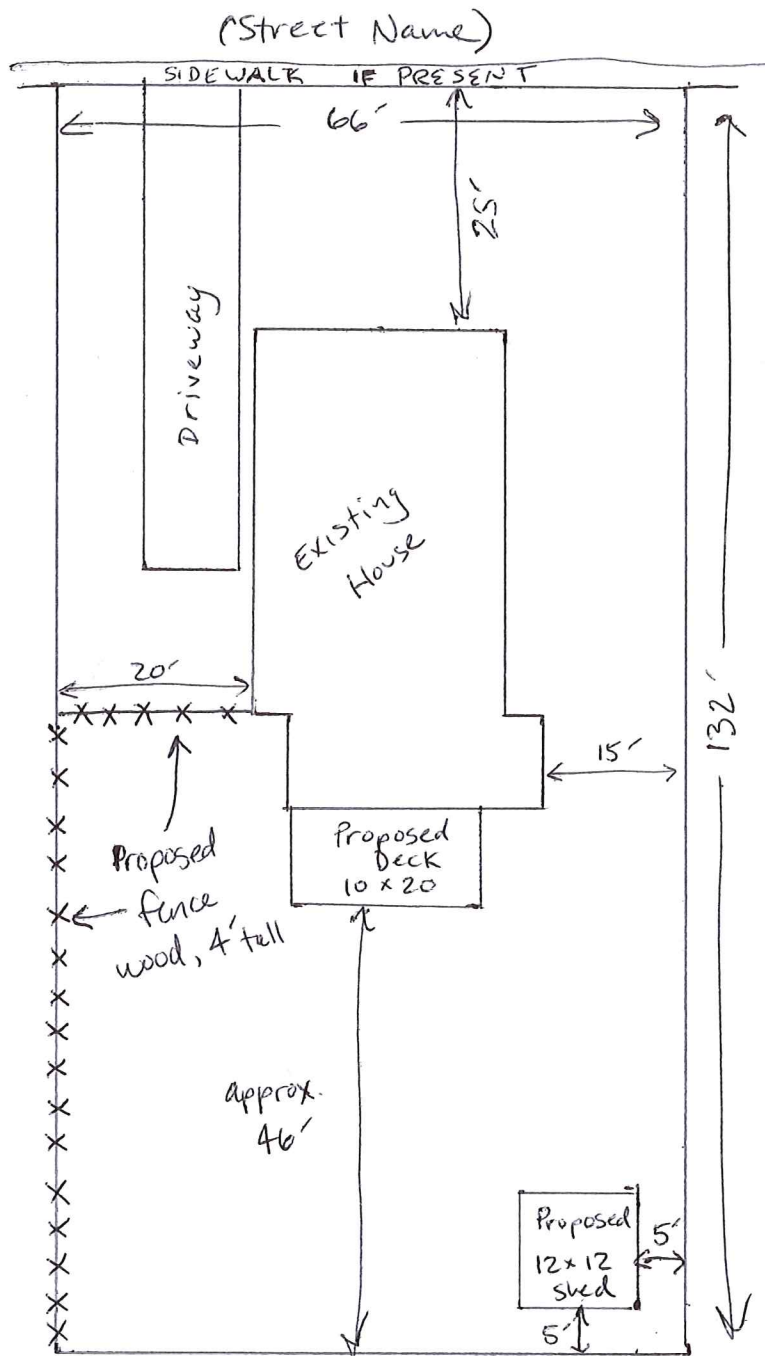 (Street Name)
SIDEWALK IF PRESENT
66'
25'
Driveway
Existing
House
20'
132'
15'
Proposed
Deck
10 x 20
Proposed
fence
wood, 4' tall
approx.
46'
Proposed
12 x 12
shed
5'
5'